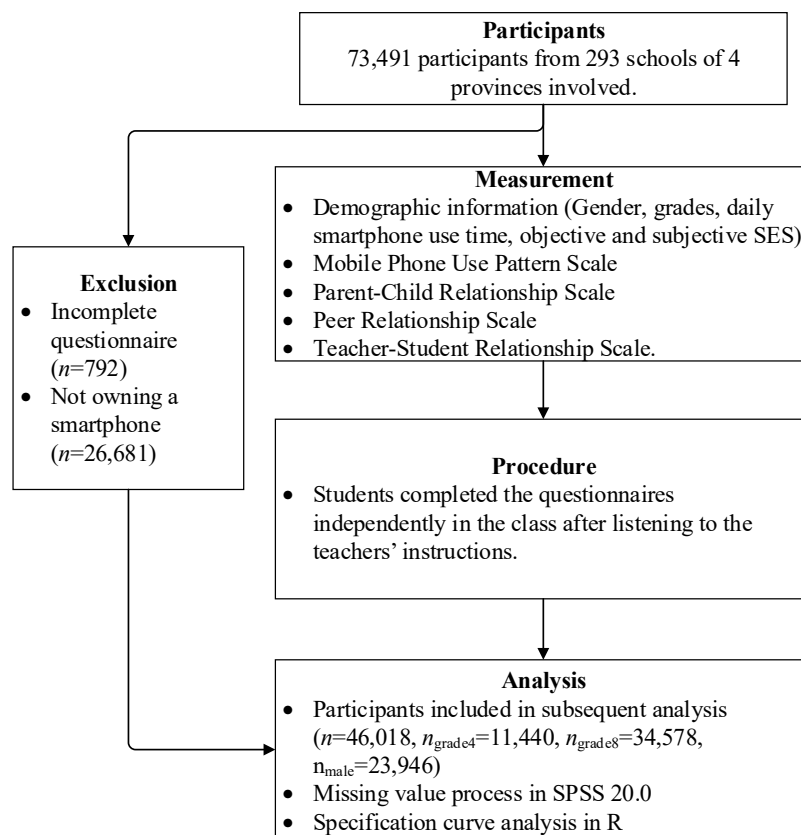 Participants
73,491 participants from 293 schools of 4
provinces involved.
Measurement
• Demographic information (Gender, grades, daily
smartphone use time, objective and subjective SES)
• Mobile Phone Use Pattern Scale
• Parent-Child Relationship Scale
• Peer Relationship Scale
• Teacher-Student Relationship Scale.
Exclusion
• Incomplete
questionnaire
(n=792)
• Not owning a
smartphone
(n=26,681)
Procedure
• Students completed the questionnaires
independently in the class after listening to the
teachers’ instructions.
Analysis
• Participants included in subsequent analysis
(n=46,018, ngrade4=11,440, ngrade8=34,578,
nmale=23,946)
• Missing value process in SPSS 20.0
• Specification curve analysis in R